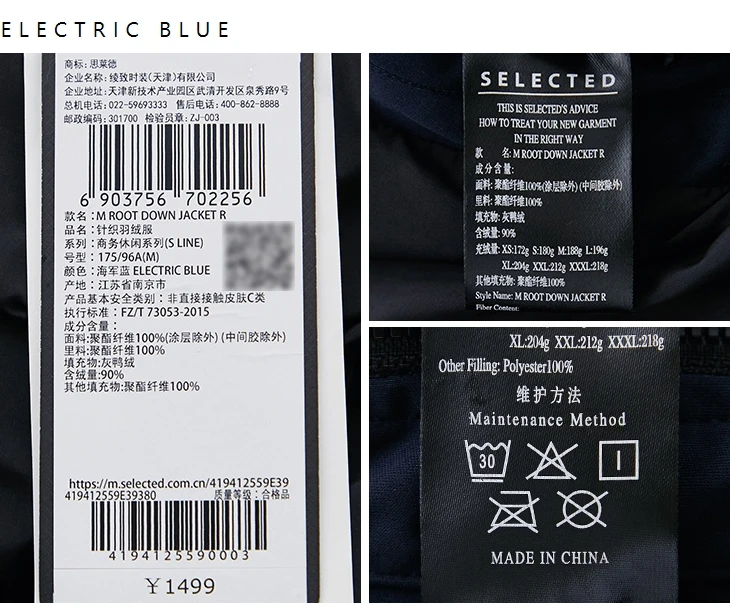 ELECTRIC BLUE
商标: 思莱德
企业名称: 绫致时装(天津)有限公司
企业地址: 天津新技术产业园区武清开发区泉秀路9号
总机电话: 022-59693333 售后电话: 400-862-8888
邮政编码: 301700 检验员章: ZJ-003
6 903756 702256
款名：M ROOT DOWN JACKET R
品名：针织羽绒服
系列：商务休闲系列(S LINE)
号型：175/96A(M)
颜色：海军蓝 ELECTRIC BLUE
产地：江苏省南京市
产品基本安全类别：非直接接触皮肤C类
执行标准：FZ/T 73053-2015
成分含量：
面料:聚酯纤维100%(涂层除外) (中间胶除外)
里料:聚酯纤维100%
填充物:灰鸭绒
含绒量:90%
其他填充物:聚酯纤维100%
https://m.selected.com.cn/419412559E39
419412559E39380 质量等级：合格品
4194125590003
￥1499
SELECTED
THIS IS SELECTED'S ADVICE
HOW TO TREAT YOUR NEW GARMENT
IN THE RIGHT WAY
款 名: M ROOT DOWN JACKET R
成分含量:
面料: 聚酯纤维100%(涂层除外) (中间胶除外)
里料: 聚酯纤维100%
填充物: 灰鸭绒
含绒量: 90%
充绒量: XS:172g S:180g M:188g L:196g
XL:204g XXL:212g XXXL:218g
其他填充物: 聚酯纤维100%
Style Name: M ROOT DOWN JACKET R
Fiber Content:
XL:204g XXL:212g XXXL:218g
Other Filling: Polyester100%
维护方法
Maintenance Method
30
MADE IN CHINA